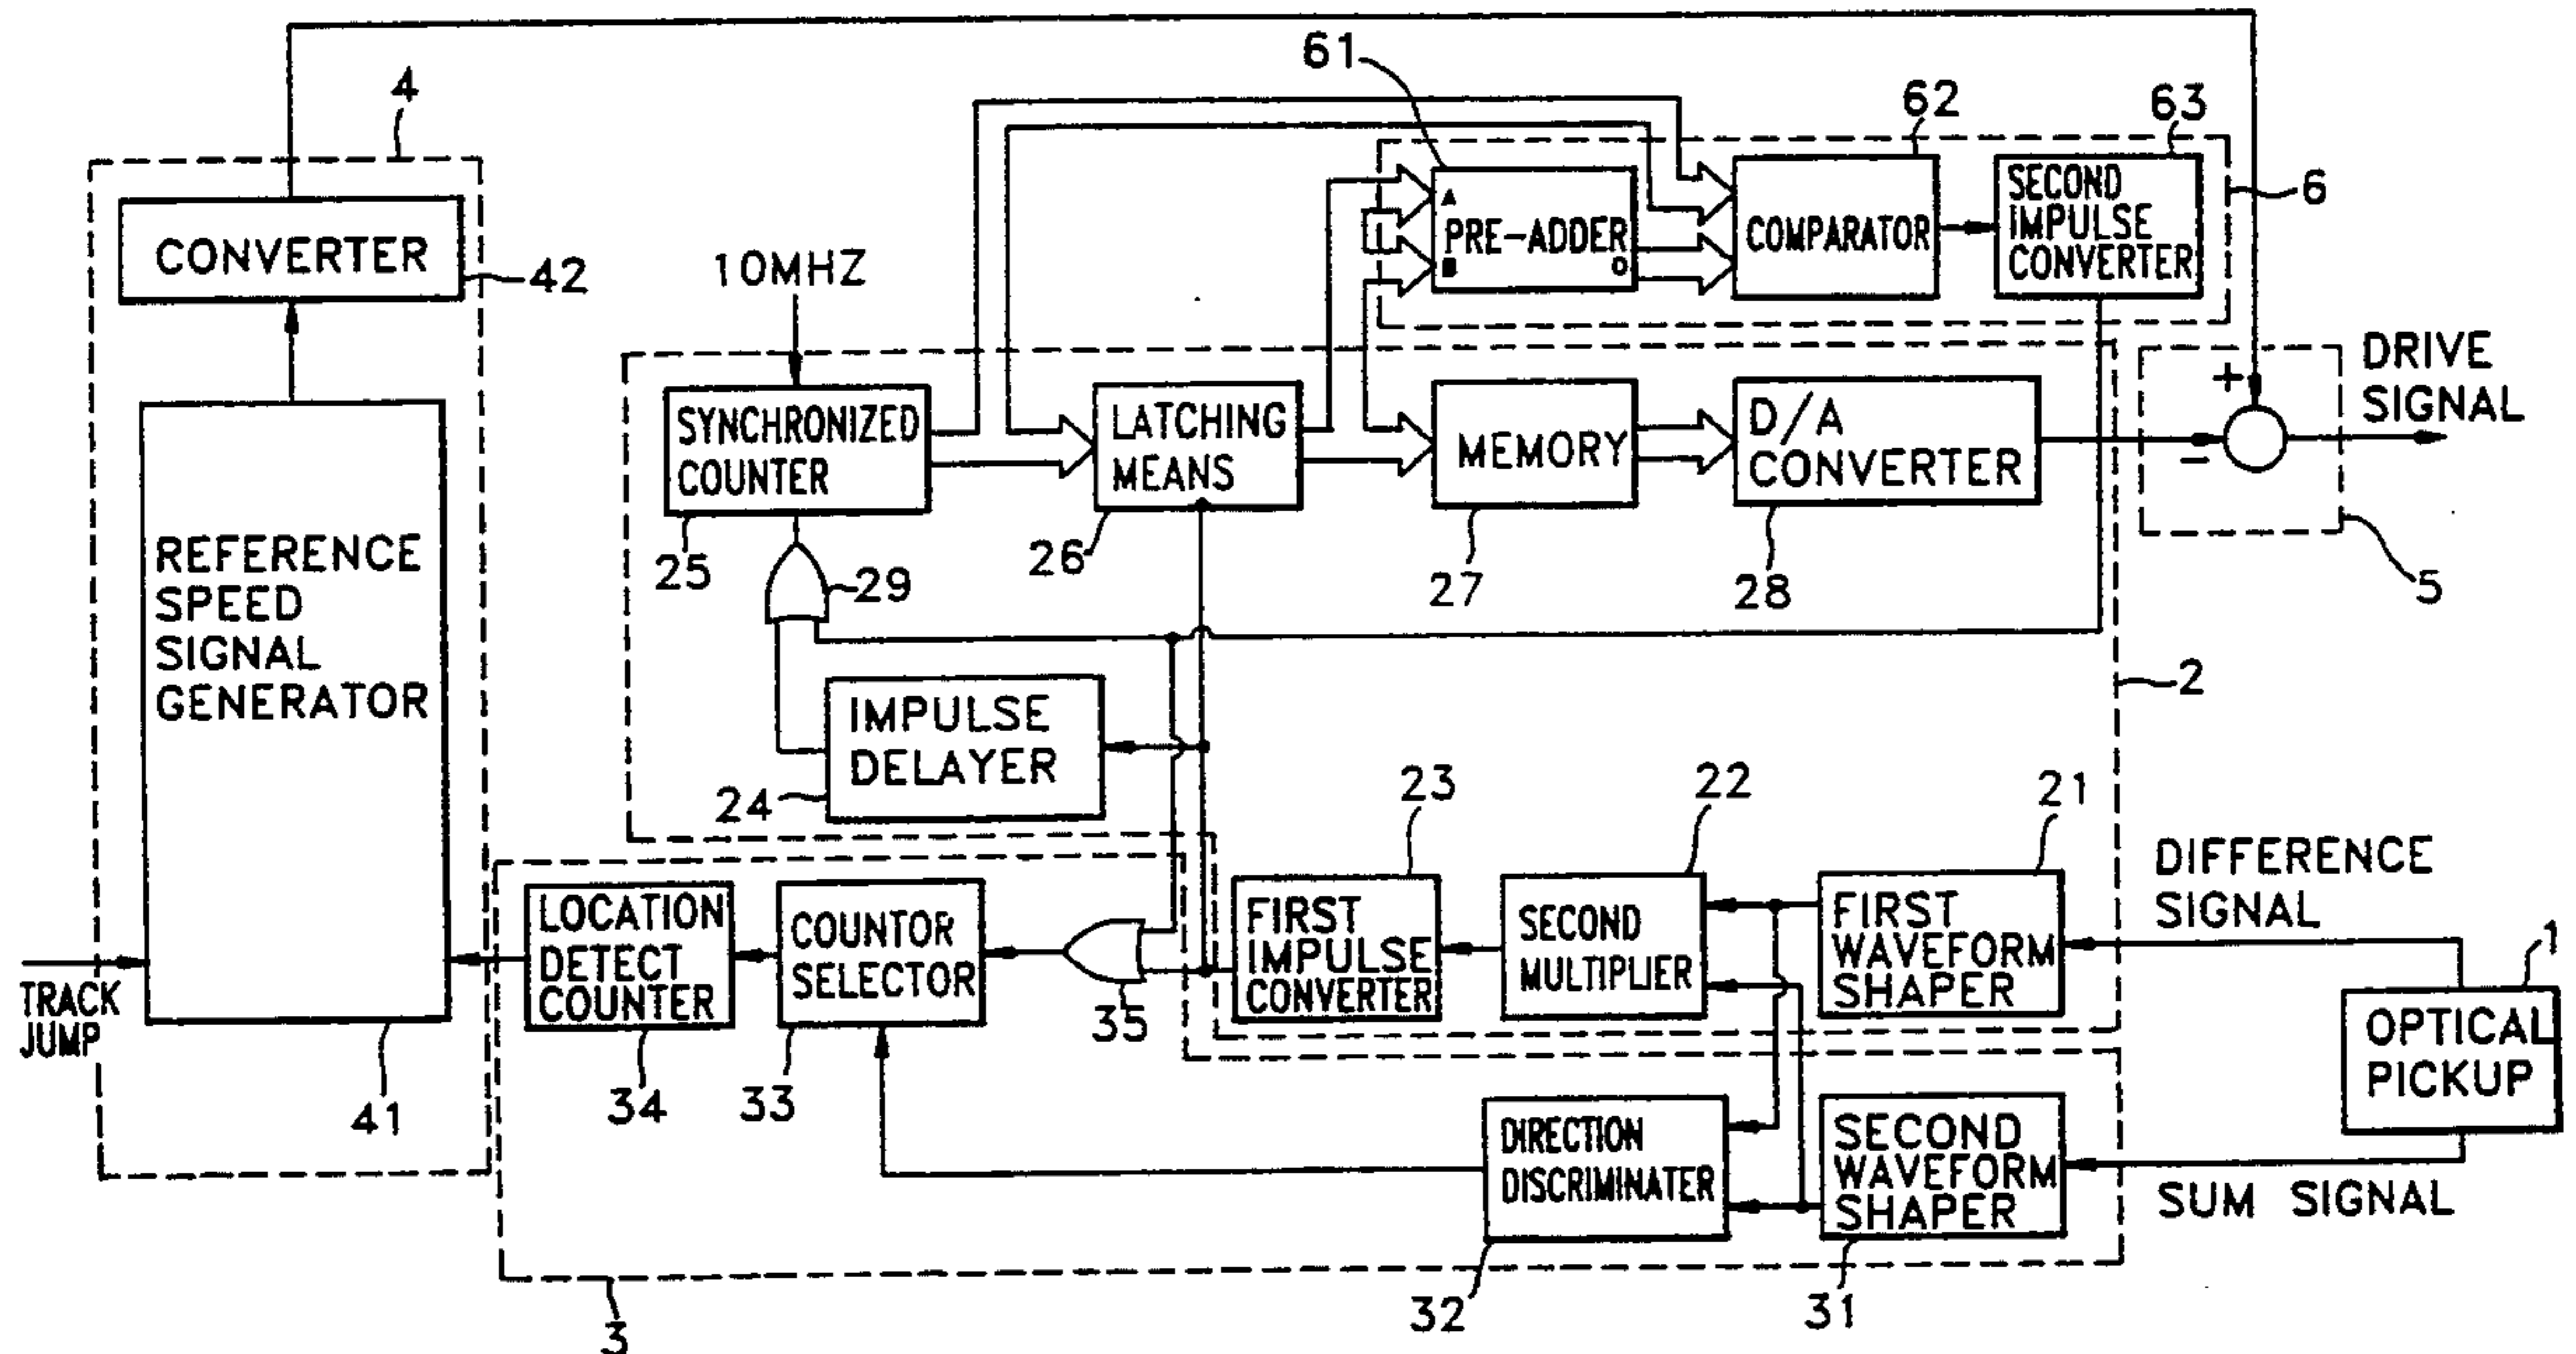 4
CONVERTER
42
REFERENCE
SPEED
SIGNAL
GENERATOR
TRACK
JUMP
41
61
62
63
6
A
PRE-ADDER
B
O
COMPARATOR
SECOND
IMPULSE
CONVERTER
10MHZ
SYNCHRONIZED
COUNTER
25
LATCHING
MEANS
26
MEMORY
27
D/A
CONVERTER
28
+
−
DRIVE
SIGNAL
5
29
IMPULSE
DELAYER
24
2
23
22
21
LOCATION
DETECT
COUNTER
34
COUNTOR
SELECTOR
33
35
FIRST
IMPULSE
CONVERTER
SECOND
MULTIPLIER
FIRST
WAVEFORM
SHAPER
DIFFERENCE
SIGNAL
1
OPTICAL
PICKUP
DIRECTION
DISCRIMINATER
32
SECOND
WAVEFORM
SHAPER
31
SUM SIGNAL
3